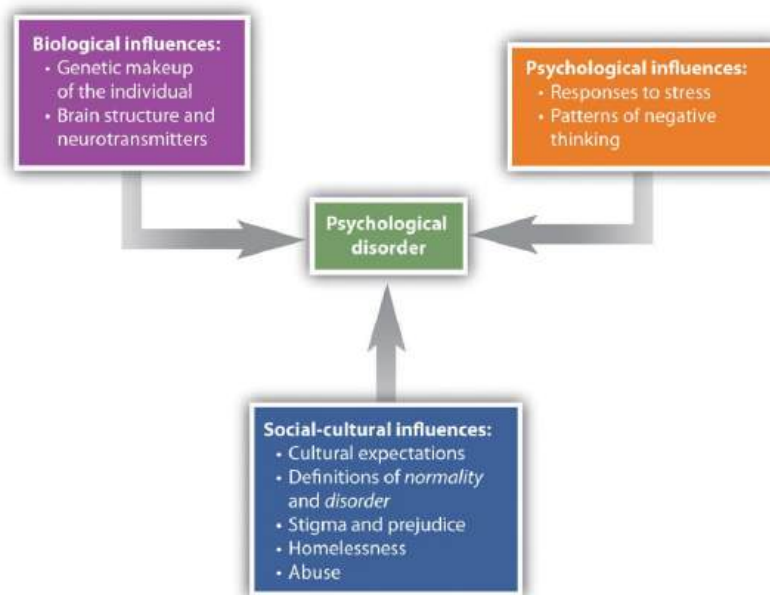 Biological influences:
• Genetic makeup
of the individual
• Brain structure and
neurotransmitters
Psychological influences:
• Responses to stress
• Patterns of negative
thinking
Psychological
disorder
Social-cultural influences:
• Cultural expectations
• Definitions of normality
and disorder
• Stigma and prejudice
• Homelessness
• Abuse